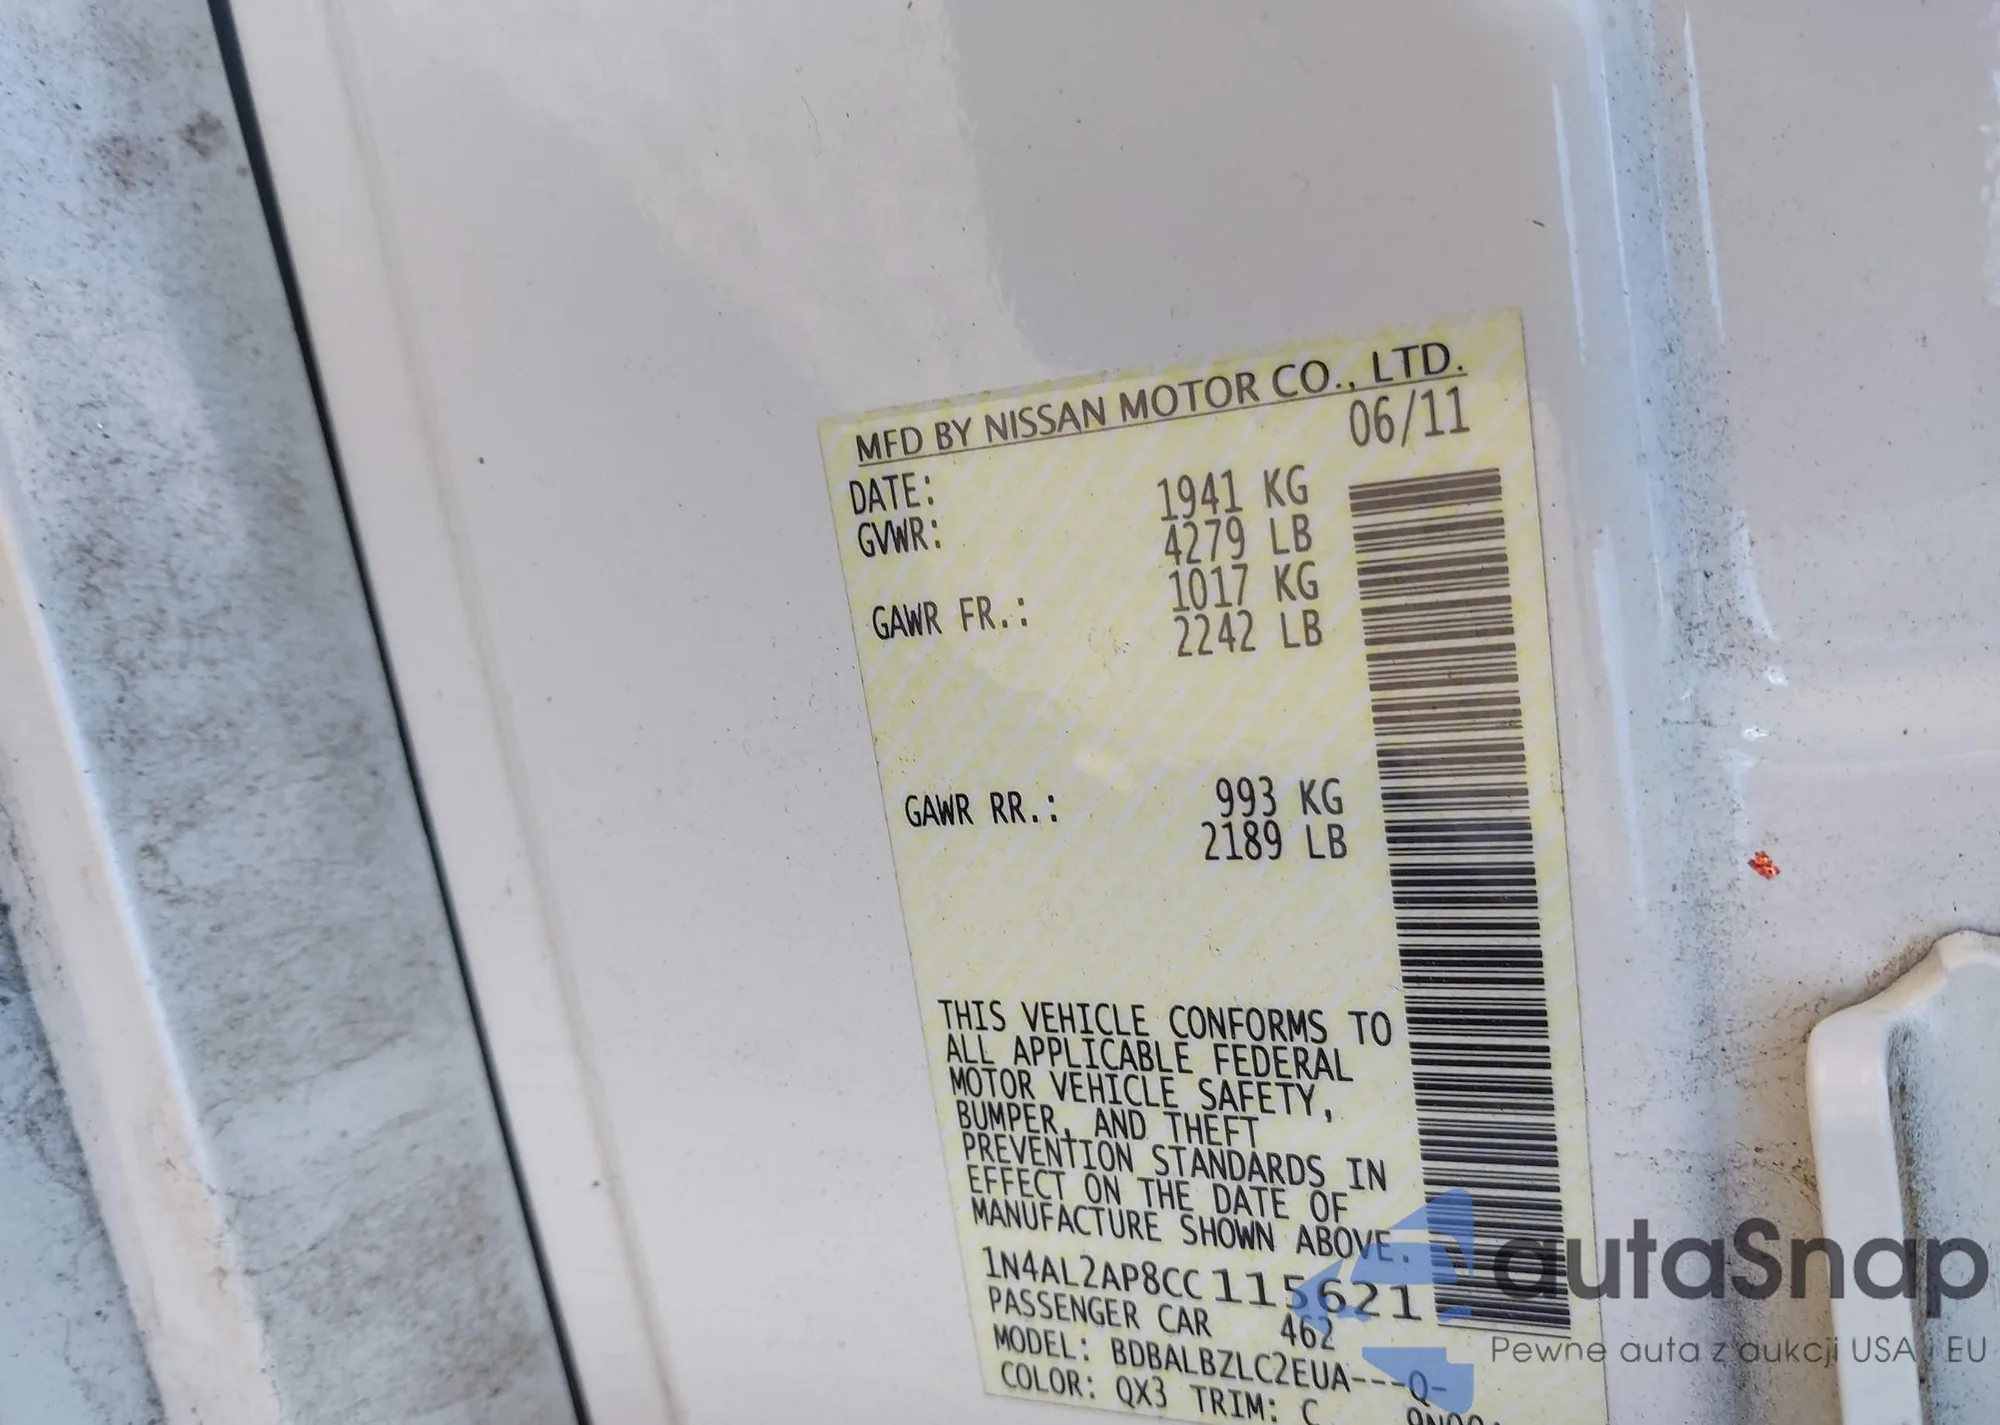 MFD BY NISSAN MOTOR CO., LTD.
DATE: 06/11
GVWR: 1941 KG
4279 LB
GAWR FR.: 1017 KG
2242 LB
GAWR RR.: 993 KG
2189 LB
THIS VEHICLE CONFORMS TO
ALL APPLICABLE FEDERAL
MOTOR VEHICLE SAFETY,
BUMPER, AND THEFT
PREVENTION STANDARDS IN
EFFECT ON THE DATE OF
MANUFACTURE SHOWN ABOVE.
1N4AL2AP8CC115621
PASSENGER CAR 462
MODEL: BDBALBZLC2EUA---Q-
COLOR: QX3 TRIM: C
autaSnap
Pewne auta z aukcji USA i EU